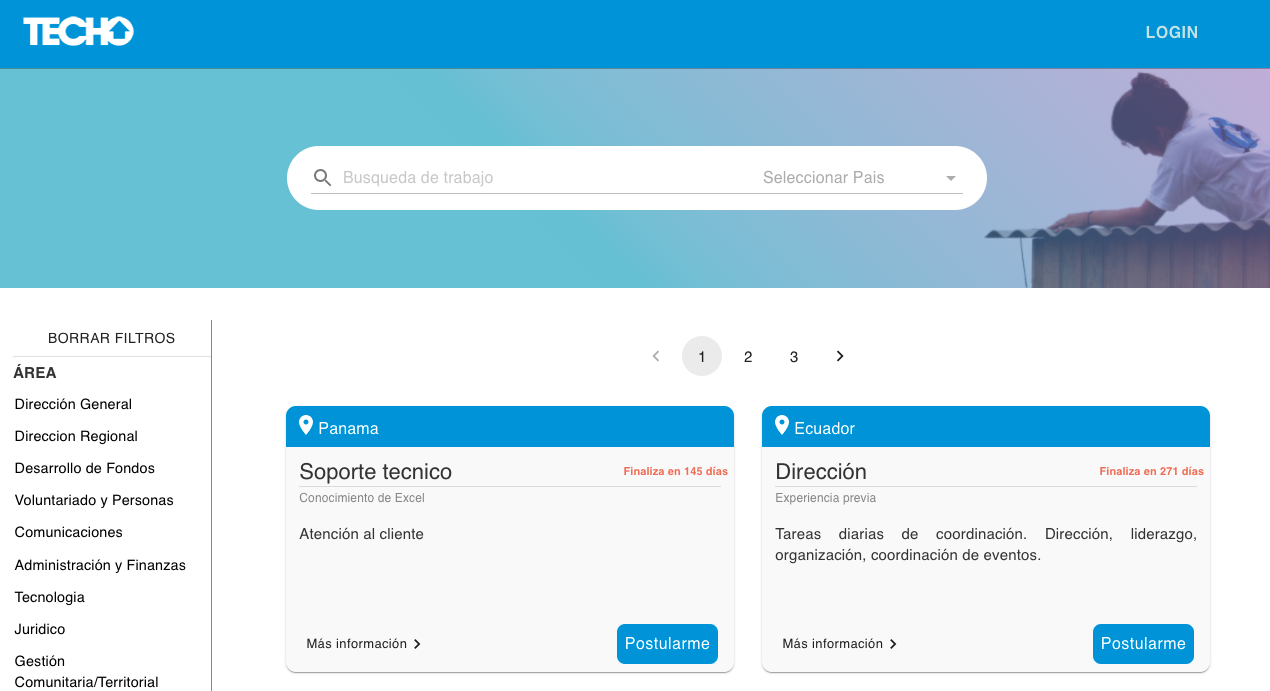 TECHO
LOGIN
Busqueda de trabajo
Seleccionar Pais
BORRAR FILTROS
ÁREA
Dirección General
Direccion Regional
Desarrollo de Fondos
Voluntariado y Personas
Comunicaciones
Administración y Finanzas
Tecnologia
Juridico
Gestión
Comunitaria/Territorial
1 2 3
Panama
Soporte tecnico
Finaliza en 145 días
Conocimiento de Excel
Atención al cliente
Más información
Postularme
Ecuador
Dirección
Finaliza en 271 días
Experiencia previa
Tareas diarias de coordinación. Dirección, liderazgo,
organización, coordinación de eventos.
Más información
Postularme